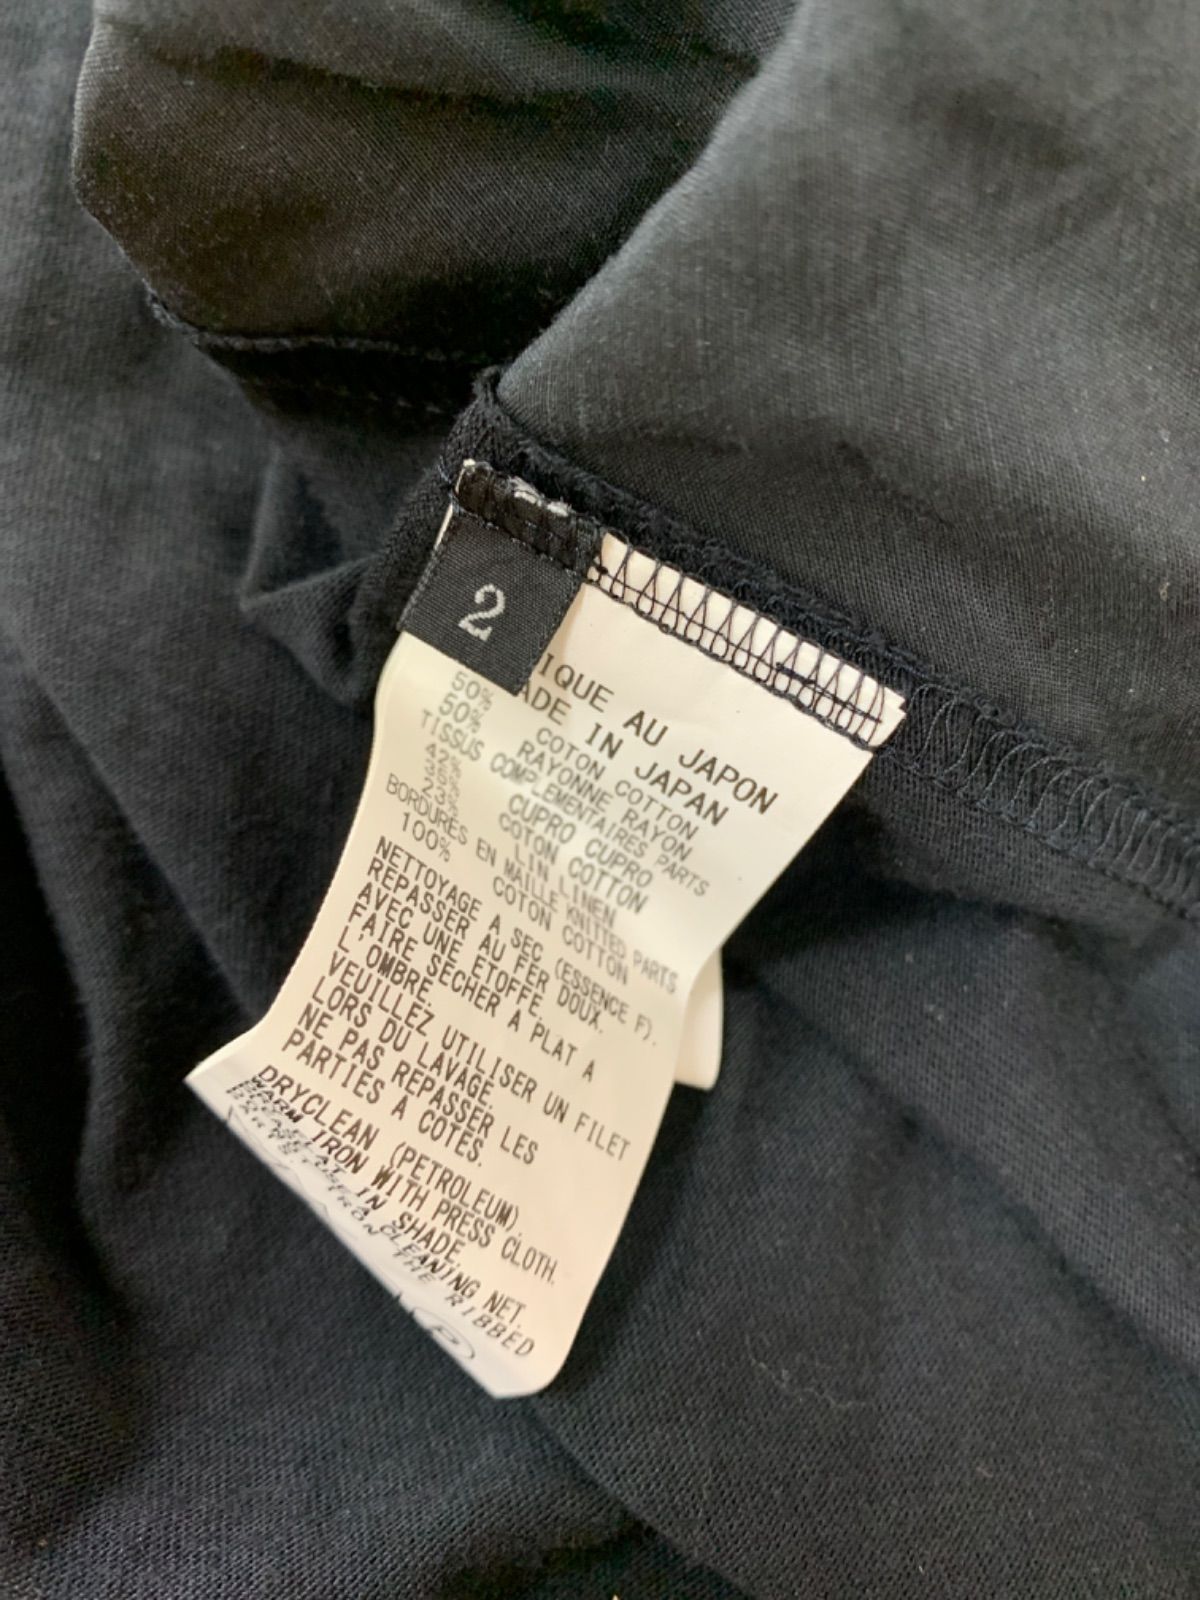 2
IQUE AU JAPON
ADE IN JAPAN
50% COTON COTTON
50% RAYONNE RAYON
TISSUS COMPLEMENTAIRES PARTS
42% CUPRO CUPRO
COTON COTTON
LIN LINEN
BORDURES EN MAILLE KNITTED PARTS
100% COTON COTTON
NETTOYAGE A SEC (ESSENCE F).
REPASSER AU FER DOUX.
AVEC UNE ETOFFE.
FAIRE SECHER A PLAT A
L'OMBRE.
VEUILLEZ UTILISER UN FILET
LORS DU LAVAGE.
NE PAS REPASSER LES
PARTIES A COTES.
DRYCLEAN (PETROLEUM).
WARM IRON WITH PRESS CLOTH.
IN SHADE.
CLEANING NET.
IRON THE RIBBED